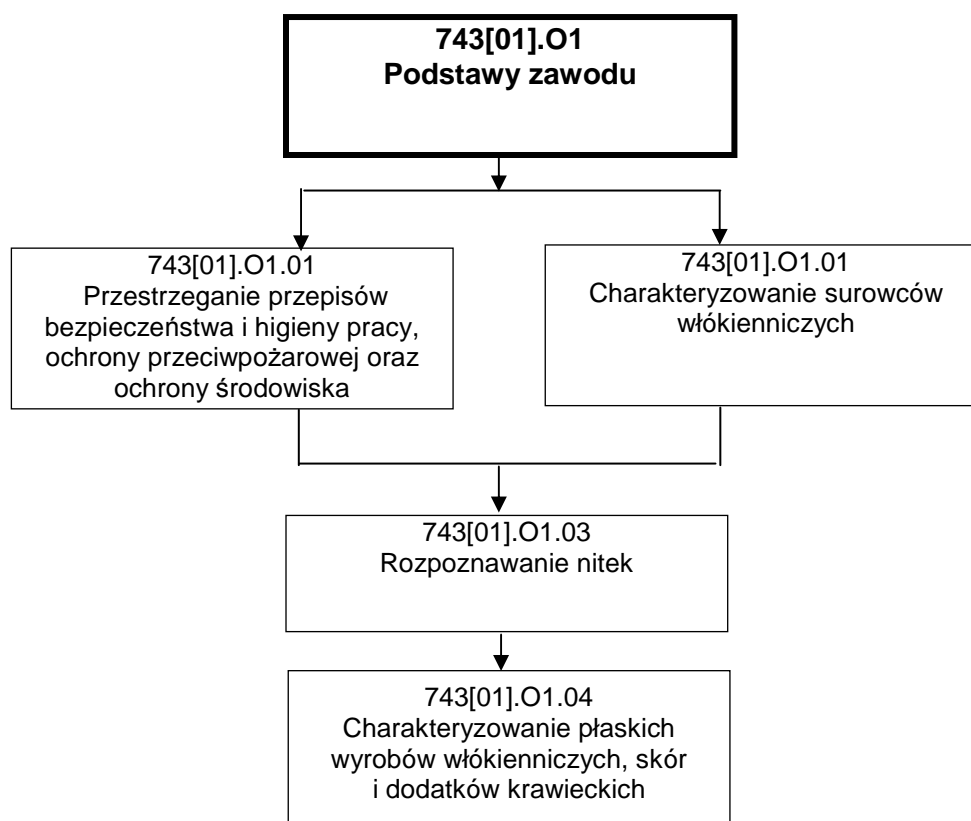 743[01].O1
Podstawy zawodu
743[01].O1.01
Przestrzeganie przepisów
bezpieczeństwa i higieny pracy,
ochrony przeciwpożarowej oraz
ochrony środowiska
743[01].O1.01
Charakteryzowanie surowców
włókienniczych
743[01].O1.03
Rozpoznawanie nitek
743[01].O1.04
Charakteryzowanie płaskich
wyrobów włókienniczych, skór
i dodatków krawieckich